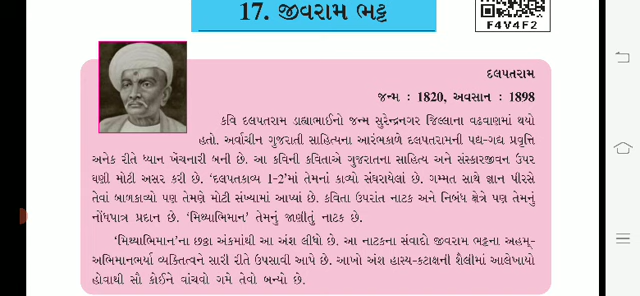 17. જીવરામ ભટ્ટ
F4V4F2
દલપતરામ
જન્મ : 1820, અવસાન : 1898
કવિ દલપતરામ ડાહ્યાભાઈનો જન્મ સુરેન્દ્રનગર જિલ્લાના વઢવાણમાં થયો
હતો. અર્વાચીન ગુજરાતી સાહિત્યના આરંભકાળે દલપતરામની પદ્ય-ગદ્ય પ્રવૃત્તિ
અનેક રીતે ધ્યાન ખેંચનારી બની છે. આ કવિની કવિતાએ ગુજરાતના સાહિત્ય અને સંસ્કારજીવન ઉપર
ઘણી મોટી અસર કરી છે. ‘દલપતકાવ્ય 1-2’માં તેમનાં કાવ્યો સંઘરાયેલાં છે. ગમ્મત સાથે જ્ઞાન પીરસે
તેવાં બાળકાવ્યો પણ તેમણે મોટી સંખ્યામાં આપ્યાં છે. કવિતા ઉપરાંત નાટક અને નિબંધ ક્ષેત્રે પણ તેમનું
નોંધપાત્ર પ્રદાન છે. ‘મિથ્યાભિમાન’ તેમનું જાણીતું નાટક છે.
‘મિથ્યાભિમાન’ના છઠ્ઠા અંકમાંથી આ અંશ લીધો છે. આ નાટકના સંવાદો જીવરામ ભટ્ટના અહમ્-
અભિમાનભર્યા વ્યક્તિત્વને સારી રીતે ઉપસાવી આપે છે. આખો અંશ હાસ્ય-કટાક્ષની શૈલીમાં આલેખાયો
હોવાથી સૌ કોઈને વાંચવો ગમે તેવો બન્યો છે.